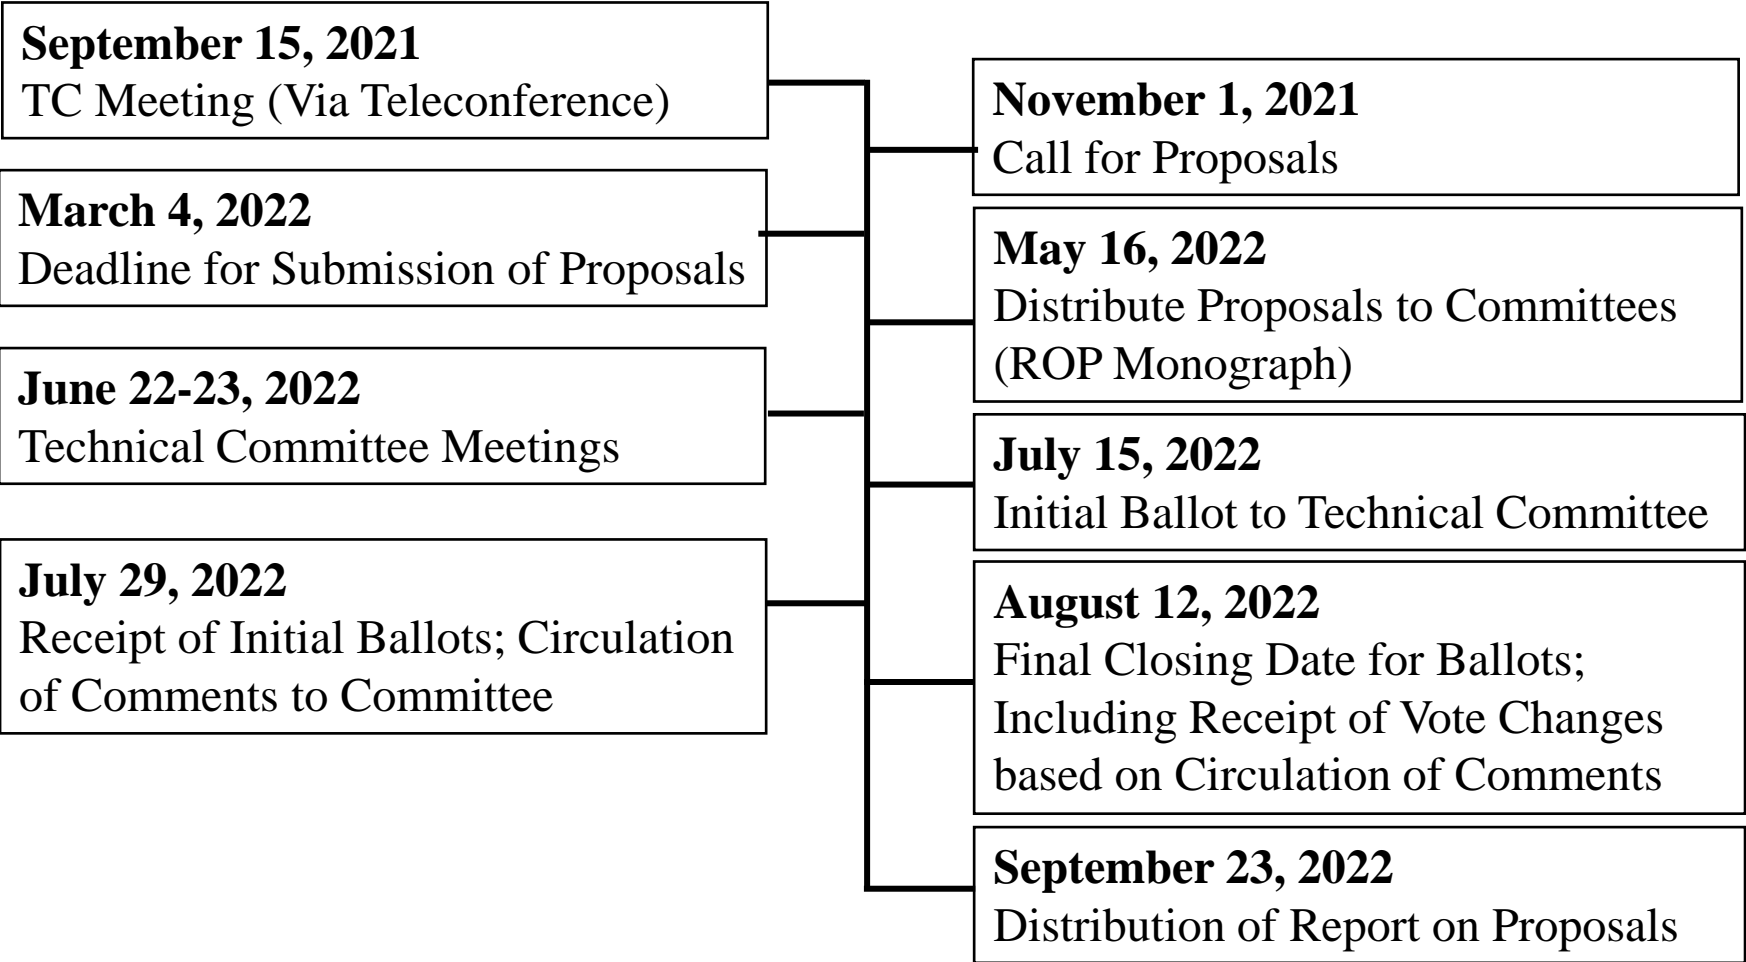 September 15, 2021
TC Meeting (Via Teleconference)
November 1, 2021
Call for Proposals
March 4, 2022
Deadline for Submission of Proposals
May 16, 2022
Distribute Proposals to Committees
(ROP Monograph)
June 22-23, 2022
Technical Committee Meetings
July 15, 2022
Initial Ballot to Technical Committee
July 29, 2022
Receipt of Initial Ballots; Circulation
of Comments to Committee
August 12, 2022
Final Closing Date for Ballots;
Including Receipt of Vote Changes
based on Circulation of Comments
September 23, 2022
Distribution of Report on Proposals